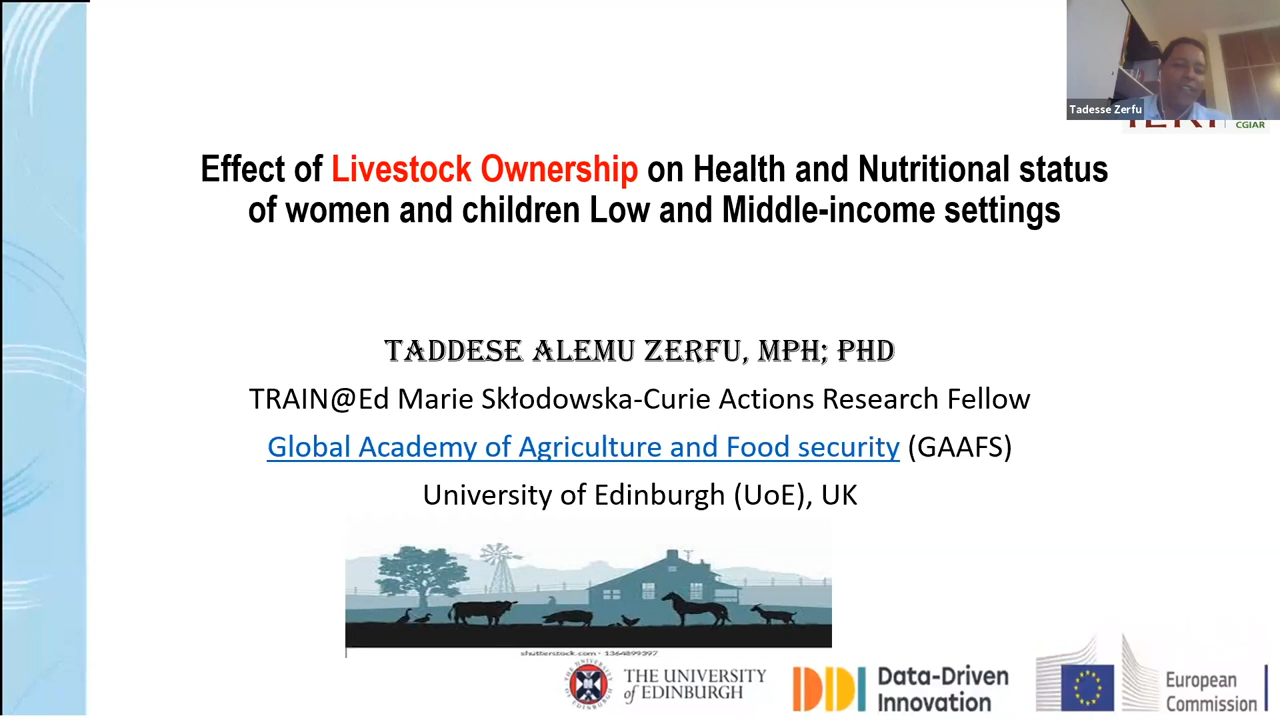 Tadesse Zerfu
CGIAR
Effect of Livestock Ownership on Health and Nutritional status
of women and children Low and Middle-income settings
TADDESE ALEMU ZERFU, MPH; PHD
TRAIN@Ed Marie Skłodowska-Curie Actions Research Fellow
Global Academy of Agriculture and Food security (GAAFS)
University of Edinburgh (UoE), UK
shutterstock.com · 1364899397
THE UNIVERSITY
of EDINBURGH
DDI
Data-Driven
Innovation
European
Commission